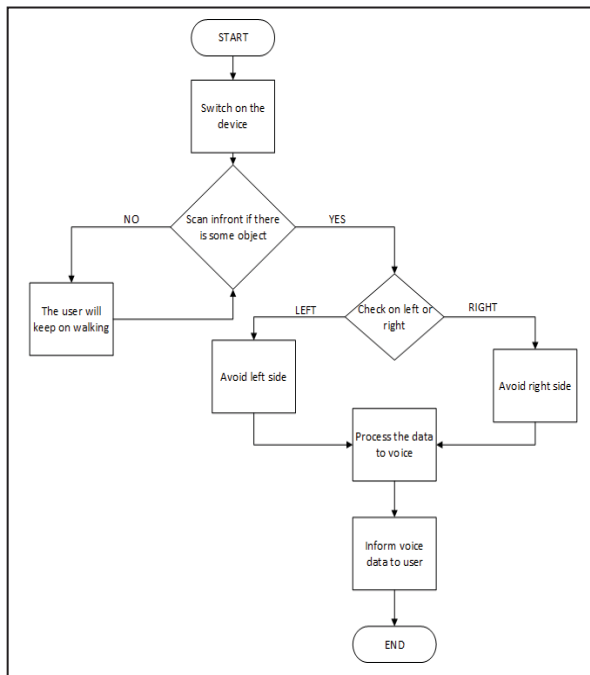 START
Switch on the
device
Scan infront if there
is some object
NO
YES
The user will
keep on walking
Check on left or
right
LEFT
RIGHT
Avoid left side
Avoid right side
Process the data
to voice
Inform voice
data to user
END